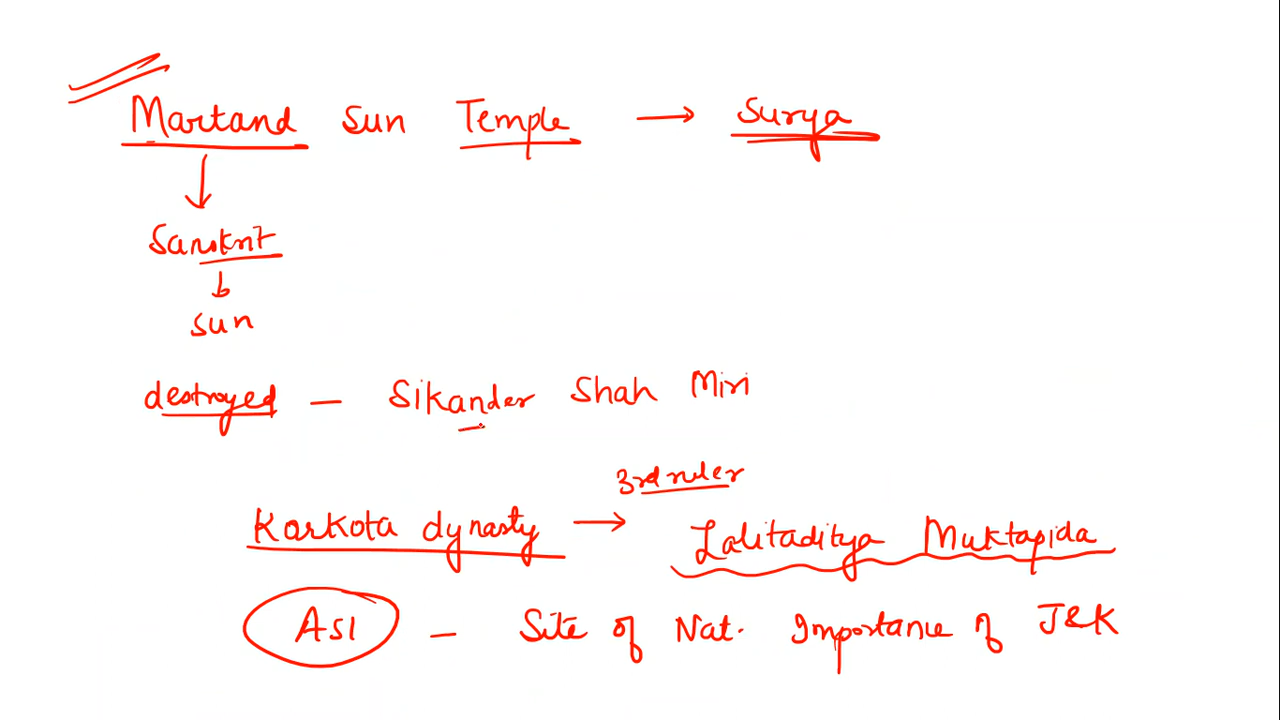 Martand Sun Temple → Surya
↓
Sanskrit
↓
Sun
destroyed - Sikander Shah Miri
3rd ruler
Karkota dynasty → Lalitaditya Muktapida
ASI - Site of Nat. Importance of J&K